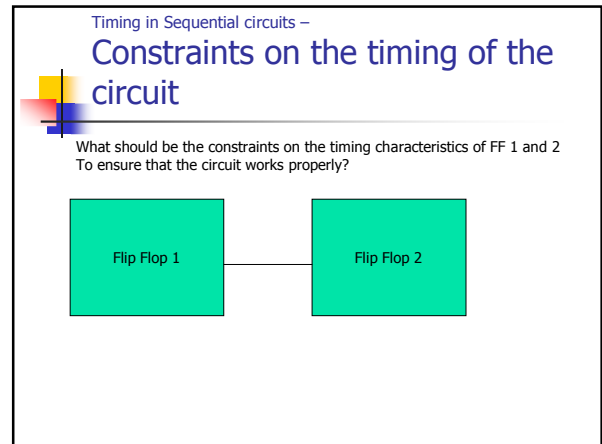 Timing in Sequential circuits –
Constraints on the timing of the
circuit
What should be the constraints on the timing characteristics of FF 1 and 2
To ensure that the circuit works properly?
Flip Flop 1
Flip Flop 2